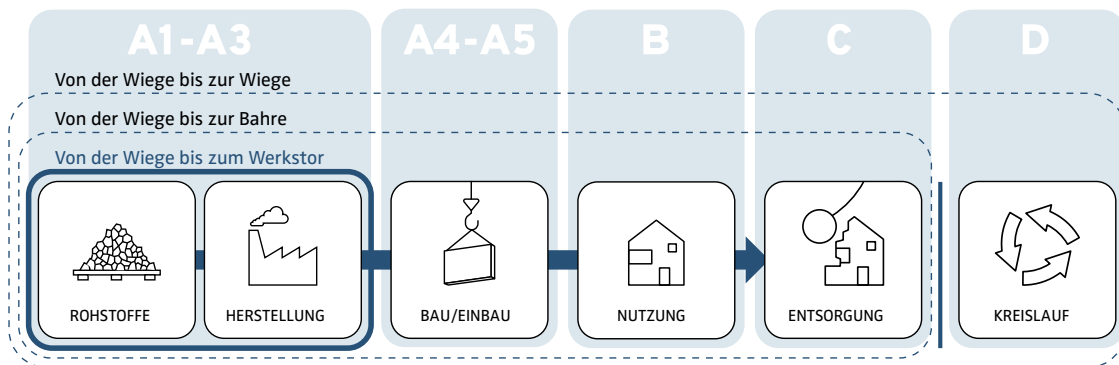 A1-A3
A4-A5
B
C
D
Von der Wiege bis zur Wiege
Von der Wiege bis zur Bahre
Von der Wiege bis zum Werkstor
ROHSTOFFE
HERSTELLUNG
BAU/EINBAU
NUTZUNG
ENTSORGUNG
KREISLAUF